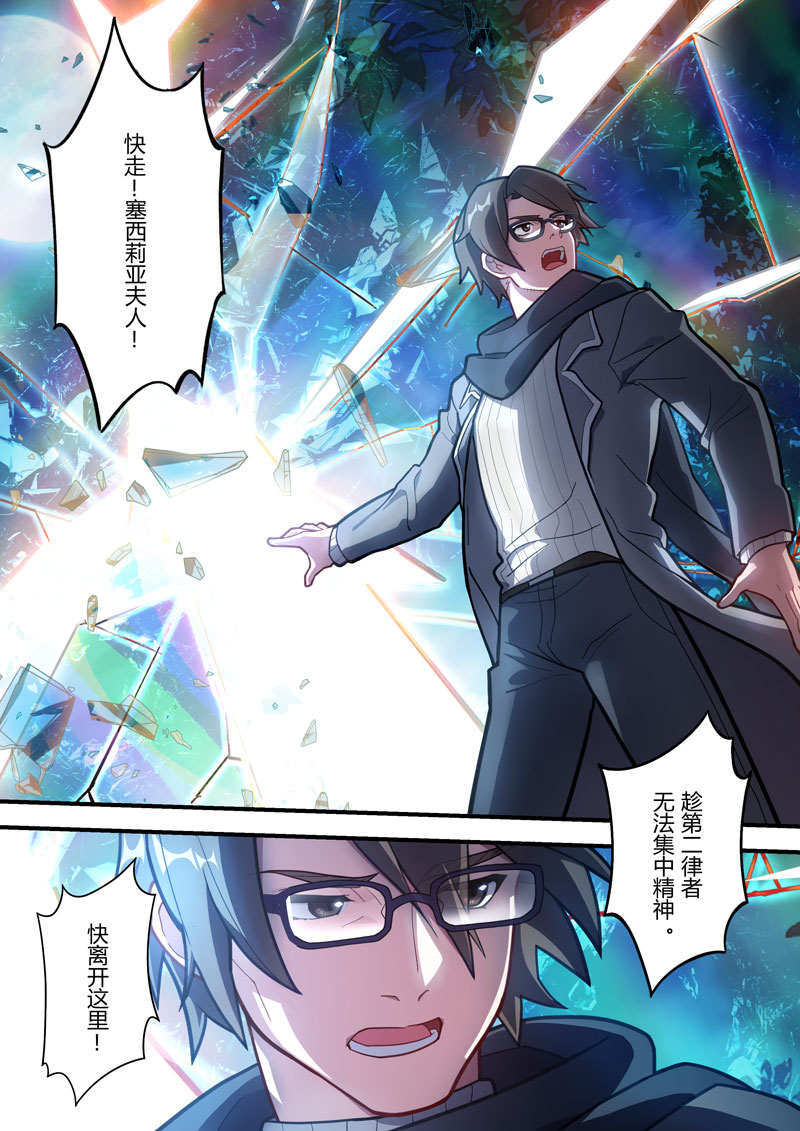 快走！塞西莉亚夫人！
趁第二律者
无法集中精神。
快离开这里！